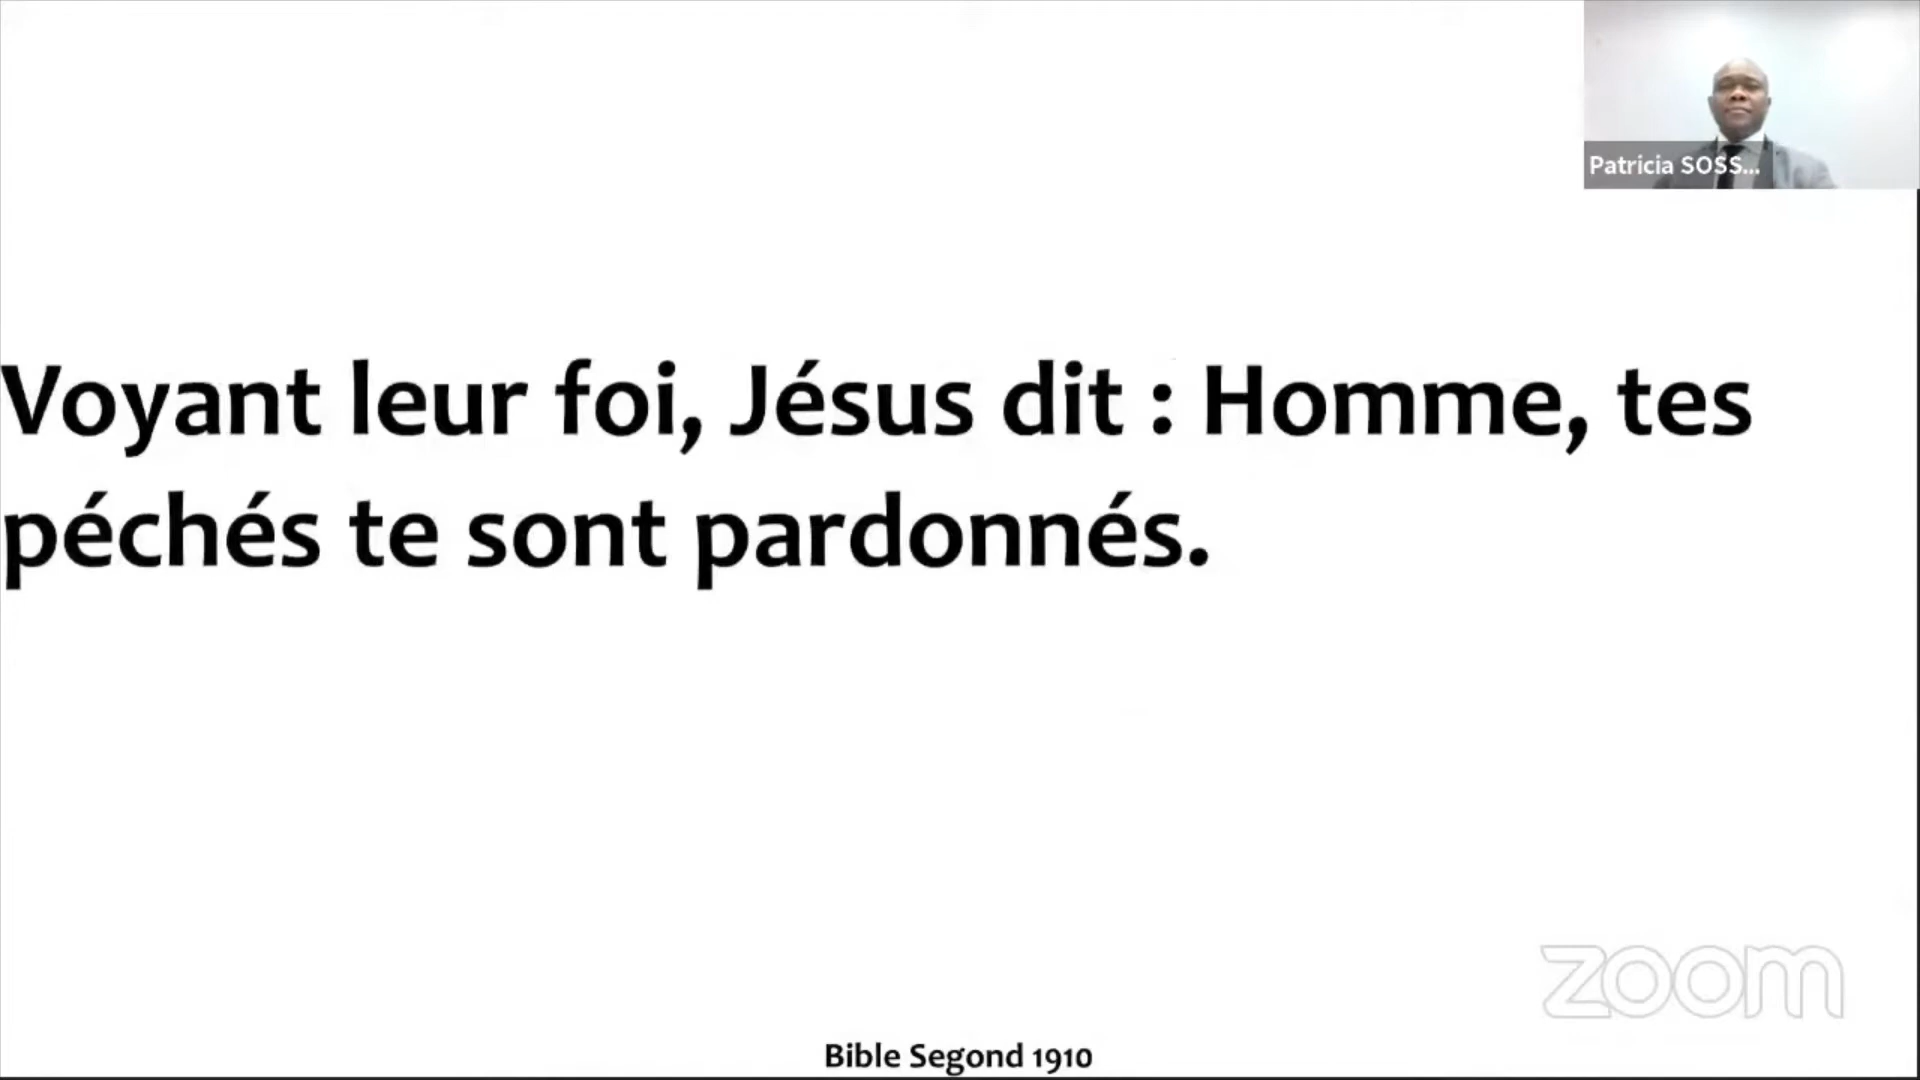 Patricia SOSS...
Voyant leur foi, Jésus dit : Homme, tes
péchés te sont pardonnés.
zoom
Bible Segond 1910